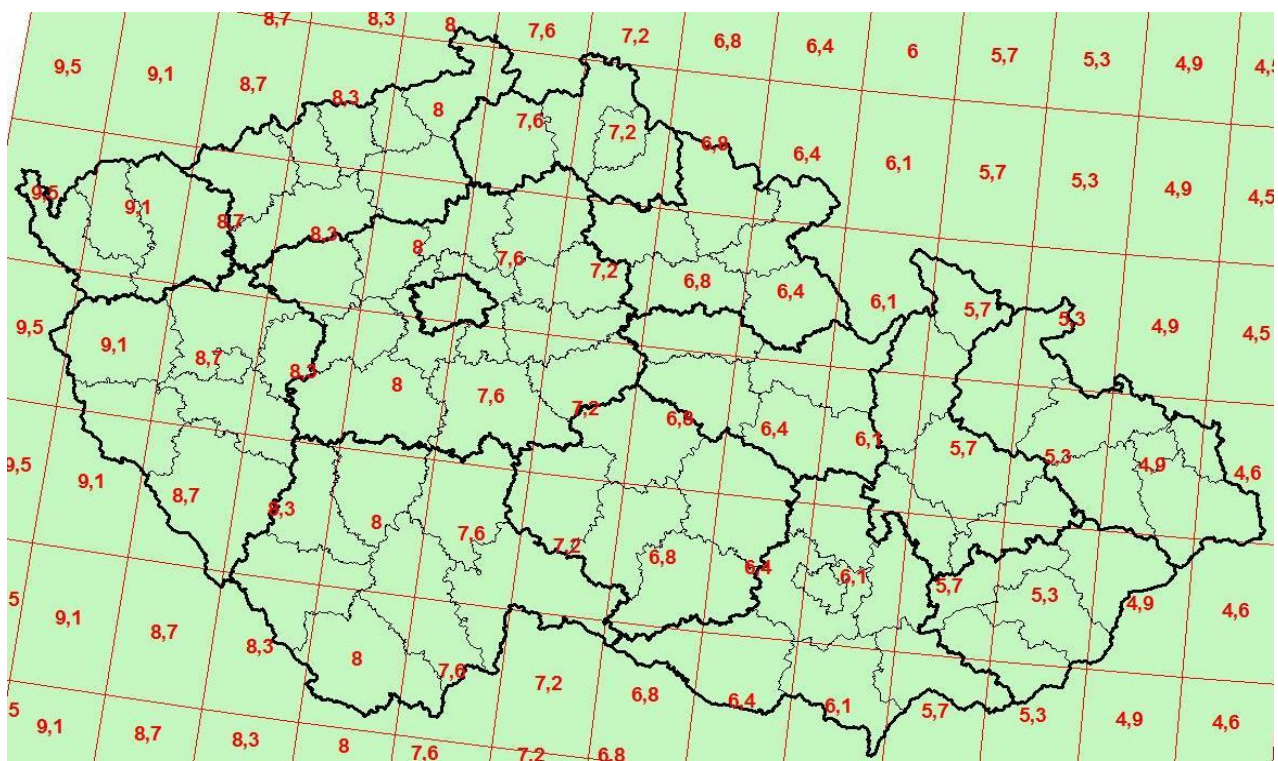 8,7 8,3 8 7,6 7,2 6,8 6,4 6 5,7 5,3 4,9 4,5
9,5 9,1 8,7 8,3 8 7,6 7,2 6,8 6,4 6,1 5,7 5,3 4,9 4,5
9,5 9,1 8,7 8,3 8 7,6 7,2 6,8 6,4 6,1 5,7 5,3 4,9 4,5
9,5 9,1 8,7 8,3 8 7,6 7,2 6,8 6,4 6,1 5,7 5,3 4,9 4,6
9,5 9,1 8,7 8,3 8 7,6 7,2 6,8 6,4 6,1 5,7 5,3 4,9 4,6
5 9,1 8,7 8,3 8 7,6 7,2 6,8 6,4 6,1 5,7 5,3 4,9 4,6
5 9,1 8,7 8,3 8 7,6 7,2 6,8